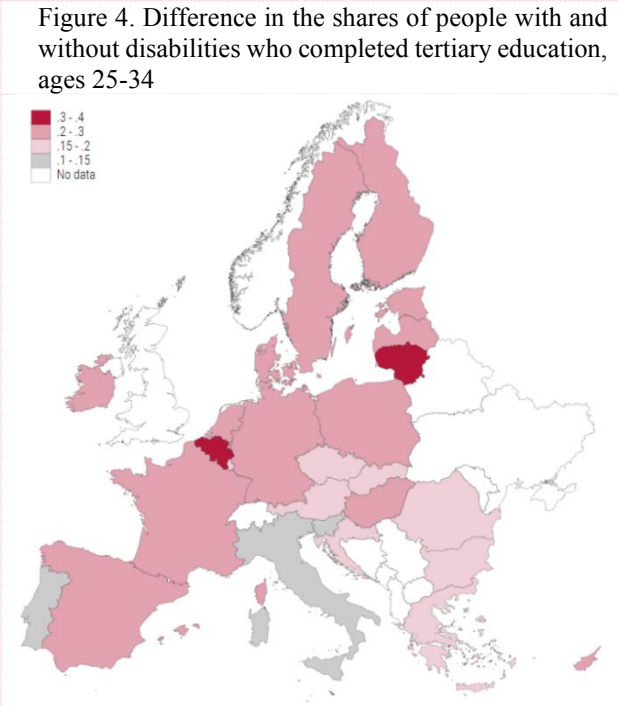 Figure 4. Difference in the shares of people with and
without disabilities who completed tertiary education,
ages 25-34
.3 - .4
.2 - .3
.15 - .2
.1 - .15
No data